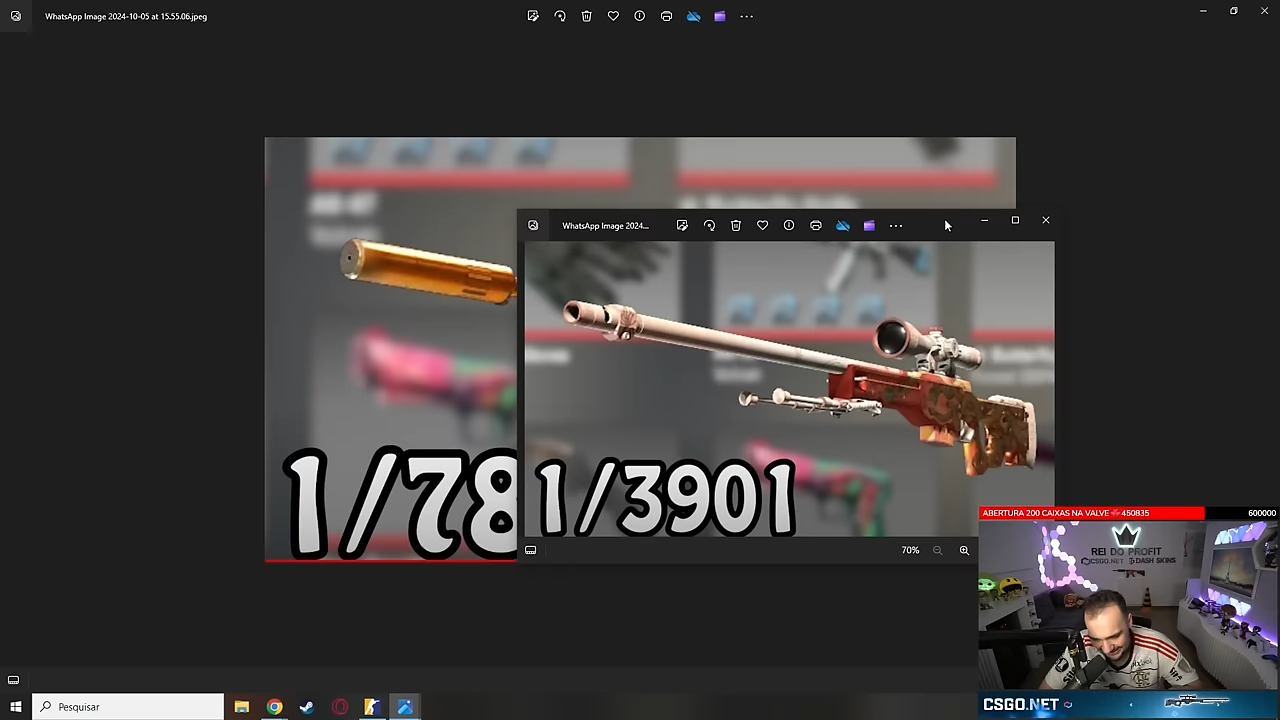 WhatsApp Image 2024-10-05 at 15.55.06.jpeg
WhatsApp Image 2024...
1/78
1/3901
70%
ABERTURA 200 CAIXAS NA VALVE 450835
600000
REI DO PROFIT
CSGO.NET DASH SKINS
CSGO.NET
Pesquisar